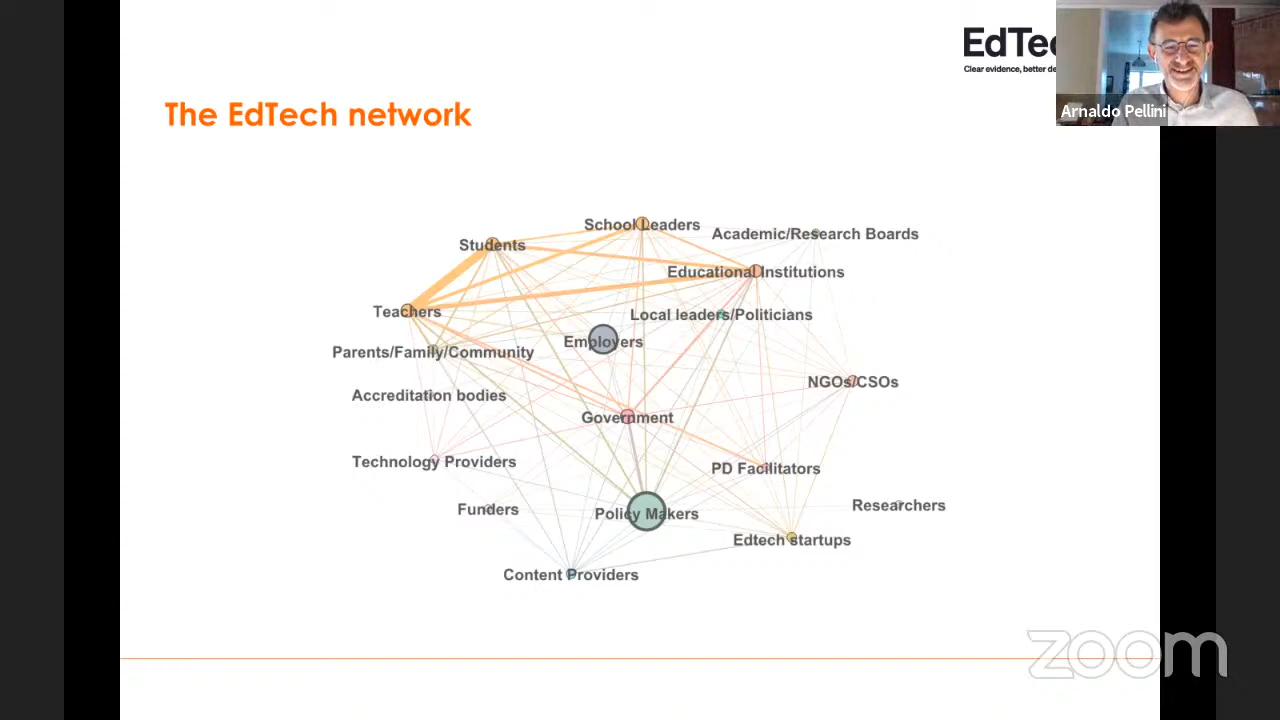 EdTe
Clear evidence, better de
Arnaldo Pellini
The EdTech network
School Leaders
Academic/Research Boards
Students
Educational Institutions
Teachers
Local leaders/Politicians
Employers
Parents/Family/Community
NGOs/CSOs
Accreditation bodies
Government
Technology Providers
PD Facilitators
Funders
Policy Makers
Researchers
Edtech startups
Content Providers
zoom